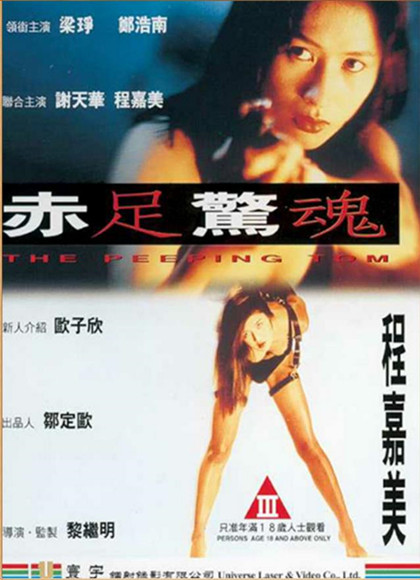 領銜主演 梁琤 鄭浩南
聯合主演 謝天華 程嘉美
赤足驚魂
THE PEEPING TOM
新人介紹 歐子欣
程嘉美
出品人 鄒定歐
III
只准年滿18歲人士觀看
PERSONS AGE 18 AND ABOVE ONLY
導演·監製 黎繼明
寰宇 鐳射錄影有限公司 Universe Laser & Video Co., Ltd.